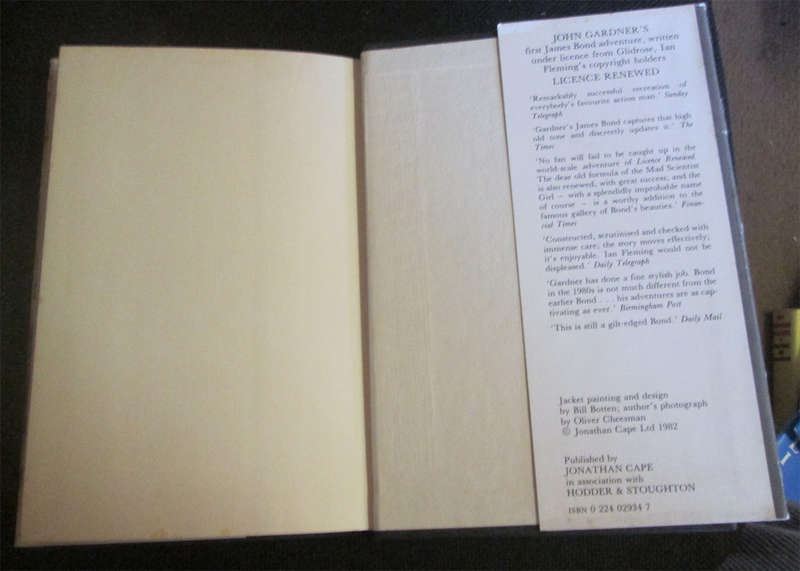 JOHN GARDNER'S
first James Bond adventure, written
under licence from Glidrose, Ian
Fleming's copyright holders
LICENCE RENEWED
'Remarkably successful recreation of
everybody's favourite action man.' Sunday
Telegraph
'Gardner's James Bond captures that high
old tone and discreetly updates it.' The
Times
'No fan will fail to be caught up in the
world-scale adventure of Licence Renewed.
The dear old formula of the Mad Scientist
is also renewed, with great success, and the
Girl – with a splendidly improbable name
of course – is a worthy addition to the
famous gallery of Bond's beauties.' Finan-
cial Times
'Constructed, scrutinised and checked with
immense care, the story moves effectively;
it's enjoyable. Ian Fleming would not be
displeased.' Daily Telegraph
'Gardner has done a fine stylish job. Bond
in the 1980s is not much different from the
earlier Bond . . . his adventures are as cap-
tivating as ever.' Birmingham Post
'This is still a gilt-edged Bond.' Daily Mail
Jacket painting and design
by Bill Botten; author's photograph
by Oliver Cheesman
© Jonathan Cape Ltd 1982
Published by
JONATHAN CAPE
in association with
HODDER & STOUGHTON
ISBN 0 224 02934 7